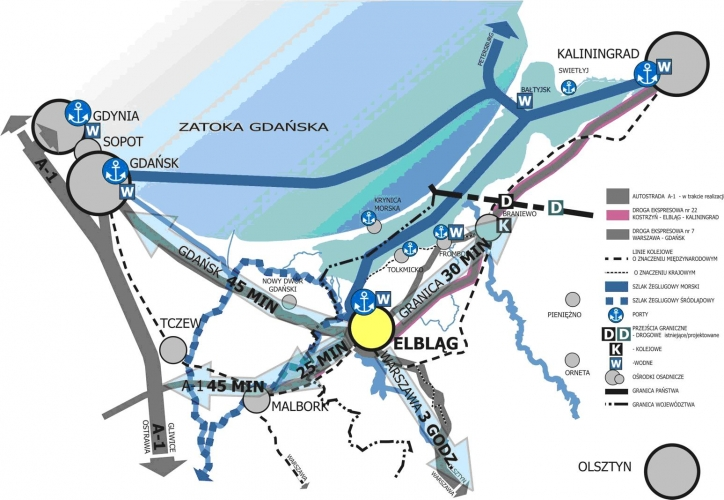 KALININGRAD
SWIETŁYJ
W
PETERSBURG
BAŁTYJSK
W
GDYNIA
W
SOPOT
ZATOKA GDAŃSKA
A-1
GDAŃSK
W
KRYNICA
MORSKA
D
D
BRANIEWO
K
W
TOLKMICKO
GDAŃSK 45 MIN
GRANICA 30 MIN
NOWY DWÓR
GDAŃSKI
W
TCZEW
ELBLĄG
25 MIN
A-1 45 MIN
MALBORK
WARSZAWA 3 GODZ.
PIENIĘŻNO
ORNETA
A-1
GLIWICE
OSTRAWA
WARSZAWA
WARSZAWA
OLSZTYN
AUTOSTRADA A-1 - w trakcie realizacji
DROGA EKSPRESOWA nr 22
KOSTRZYN - ELBLĄG - KALININGRAD
DROGA EKSPRESOWA nr 7
WARSZAWA - GDAŃSK
LINIE KOLEJOWE
O ZNACZENIU MIĘDZYNARODOWYM
O ZNACZENIU KRAJOWYM
SZLAK ŻEGLUGOWY MORSKI
SZLAK ŻEGLUGOWY ŚRÓDLĄDOWY
PORTY
PRZEJŚCIA GRANICZNE
D D - DROGOWE istniejące/projektowane
K - KOLEJOWE
W -WODNE
OŚRODKI OSADNICZE
GRANICA PAŃSTWA
GRANICA WOJEWÓDZTWA